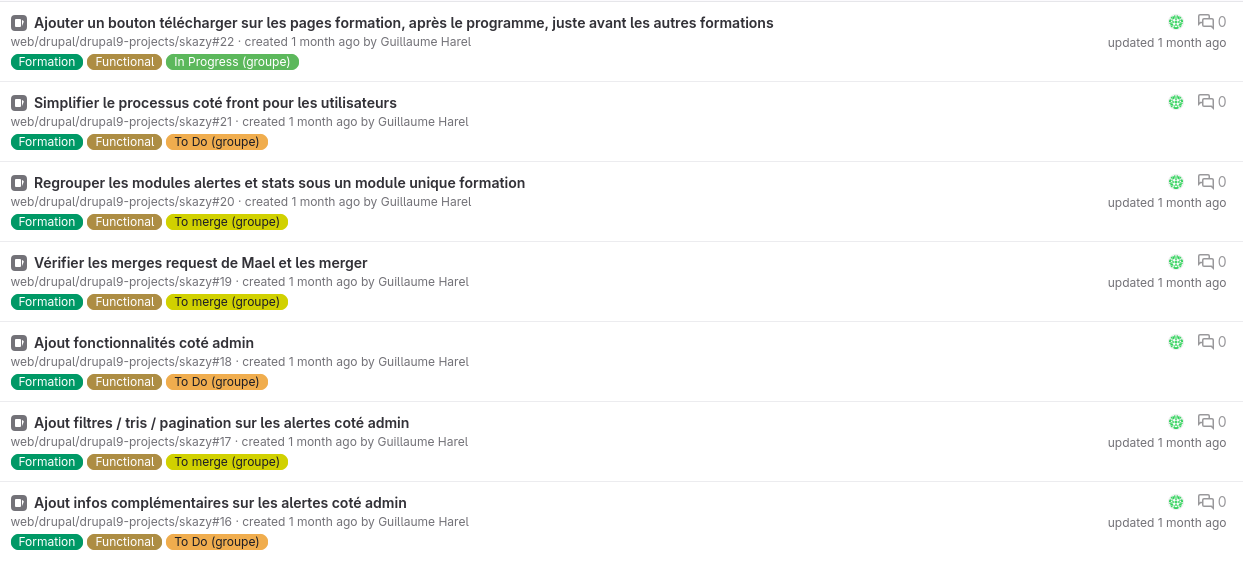 Ajouter un bouton télécharger sur les pages formation, après le programme, juste avant les autres formations 0
web/drupal/drupal9-projects/skazy#22 · created 1 month ago by Guillaume Harel updated 1 month ago
Formation Functional In Progress (groupe)
Simplifier le processus coté front pour les utilisateurs 0
web/drupal/drupal9-projects/skazy#21 · created 1 month ago by Guillaume Harel
Formation Functional To Do (groupe)
Regrouper les modules alertes et stats sous un module unique formation 0
web/drupal/drupal9-projects/skazy#20 · created 1 month ago by Guillaume Harel updated 1 month ago
Formation Functional To merge (groupe)
Vérifier les merges request de Mael et les merger 0
web/drupal/drupal9-projects/skazy#19 · created 1 month ago by Guillaume Harel updated 1 month ago
Formation Functional To merge (groupe)
Ajout fonctionnalités coté admin 0
web/drupal/drupal9-projects/skazy#18 · created 1 month ago by Guillaume Harel
Formation Functional To Do (groupe)
Ajout filtres / tris / pagination sur les alertes coté admin 0
web/drupal/drupal9-projects/skazy#17 · created 1 month ago by Guillaume Harel updated 1 month ago
Formation Functional To merge (groupe)
Ajout infos complémentaires sur les alertes coté admin 0
web/drupal/drupal9-projects/skazy#16 · created 1 month ago by Guillaume Harel updated 1 month ago
Formation Functional To Do (groupe)